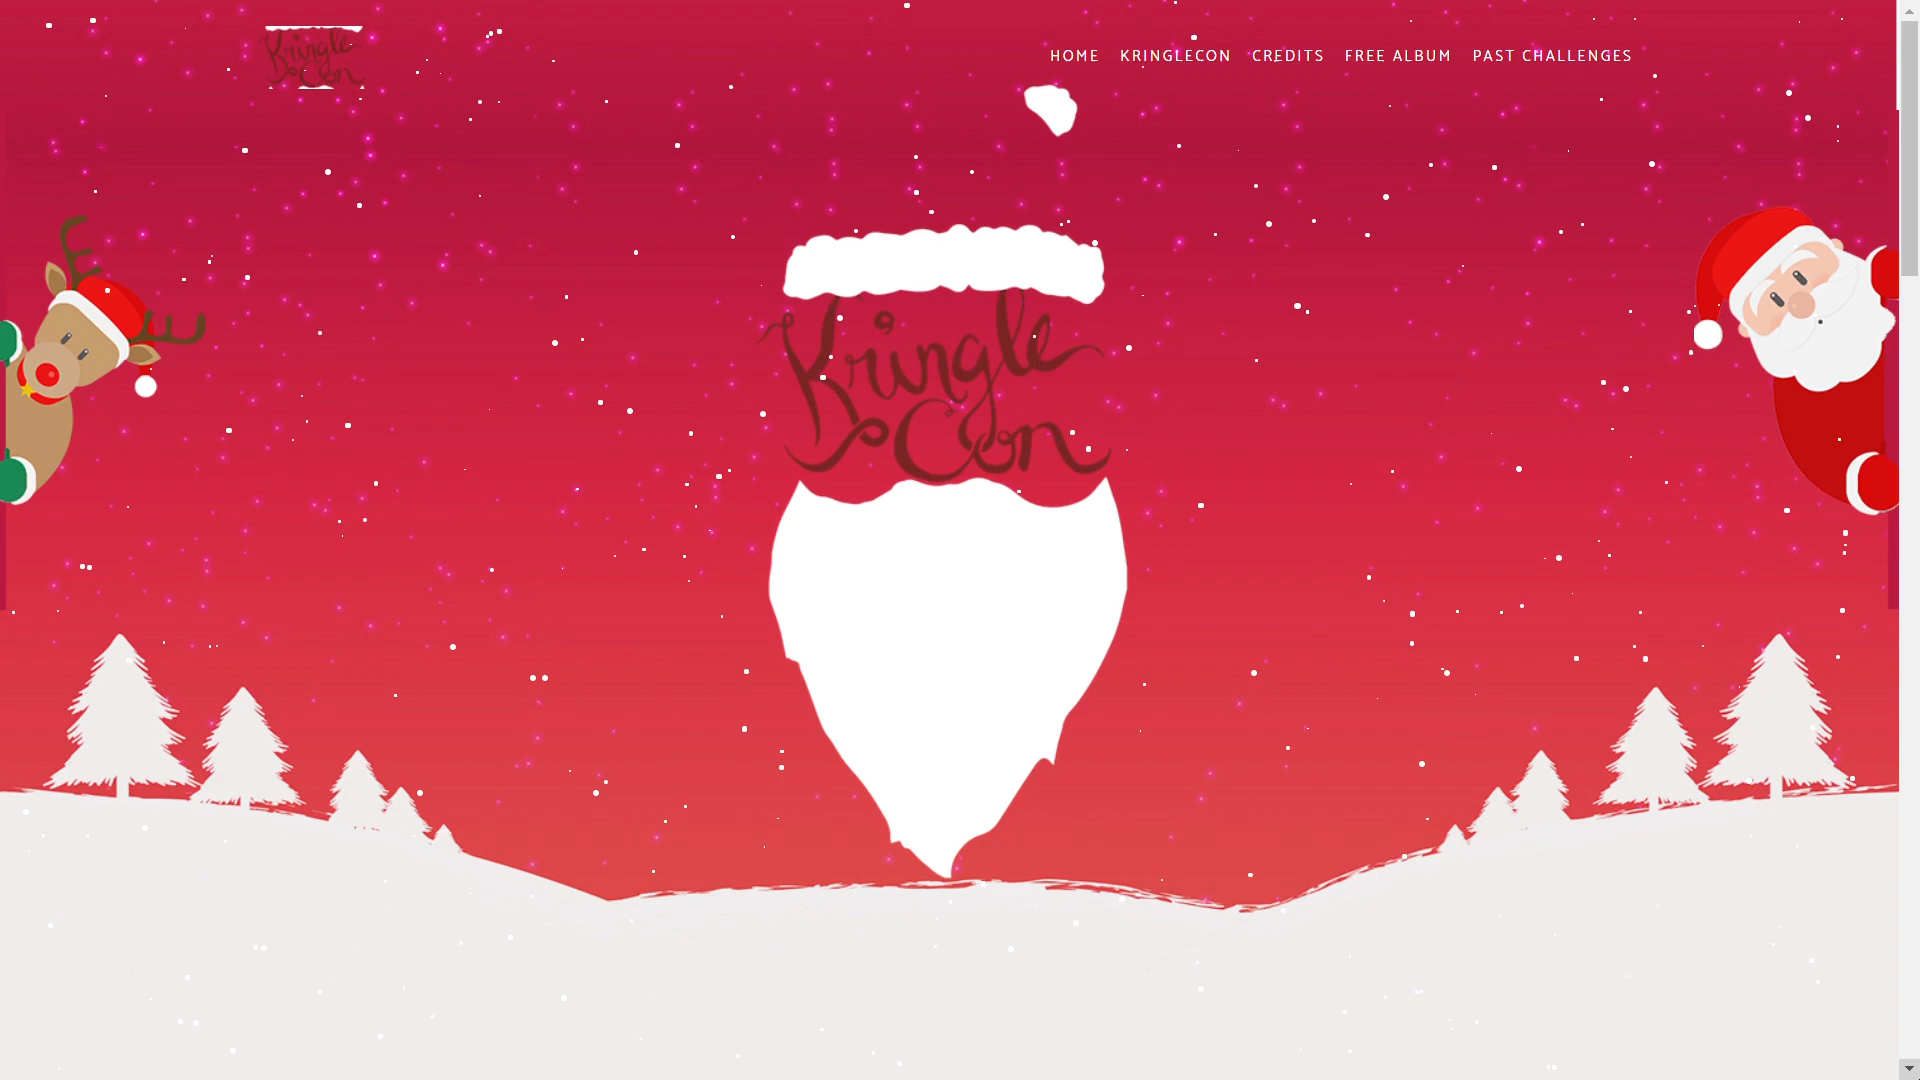 Kringle
Con
HOME KRINGLECON CREDITS FREE ALBUM PAST CHALLENGES
Kringle
Con